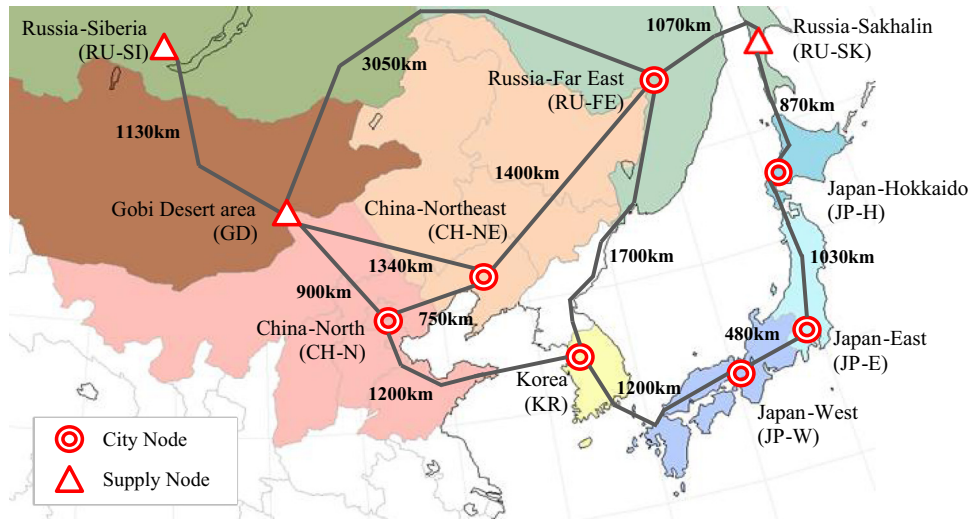 Russia-Siberia
(RU-SI)
1070km
Russia-Sakhalin
(RU-SK)
3050km
Russia-Far East
(RU-FE)
870km
1130km
1400km
Japan-Hokkaido
(JP-H)
Gobi Desert area
(GD)
China-Northeast
(CH-NE)
1340km
1700km
1030km
900km
750km
China-North
(CH-N)
480km
Japan-East
(JP-E)
1200km
Korea
(KR)
1200km
Japan-West
(JP-W)
City Node
Supply Node